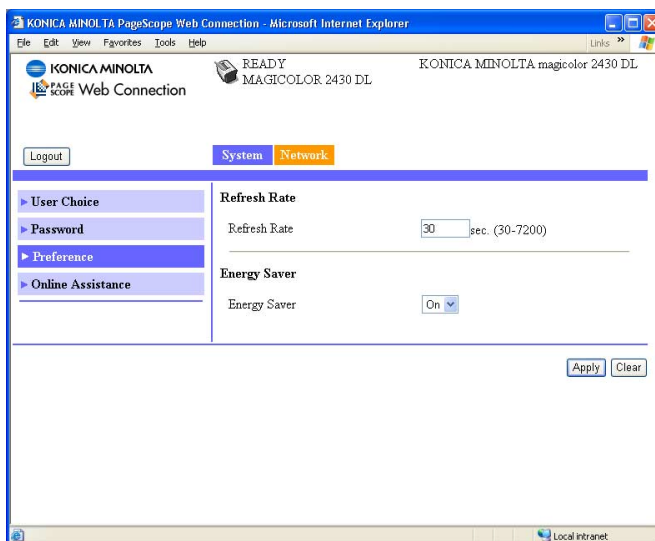 KONICA MINOLTA PageScope Web Connection - Microsoft Internet Explorer
File Edit View Favorites Tools Help Links »
KONICA MINOLTA
PAGE SCOPE Web Connection
READY
MAGICOLOR 2430 DL
KONICA MINOLTA magicolor 2430 DL
Logout
System Network
User Choice
Password
Preference
Online Assistance
Refresh Rate
Refresh Rate 30 sec. (30-7200)
Energy Saver
Energy Saver On
Apply Clear
Local intranet